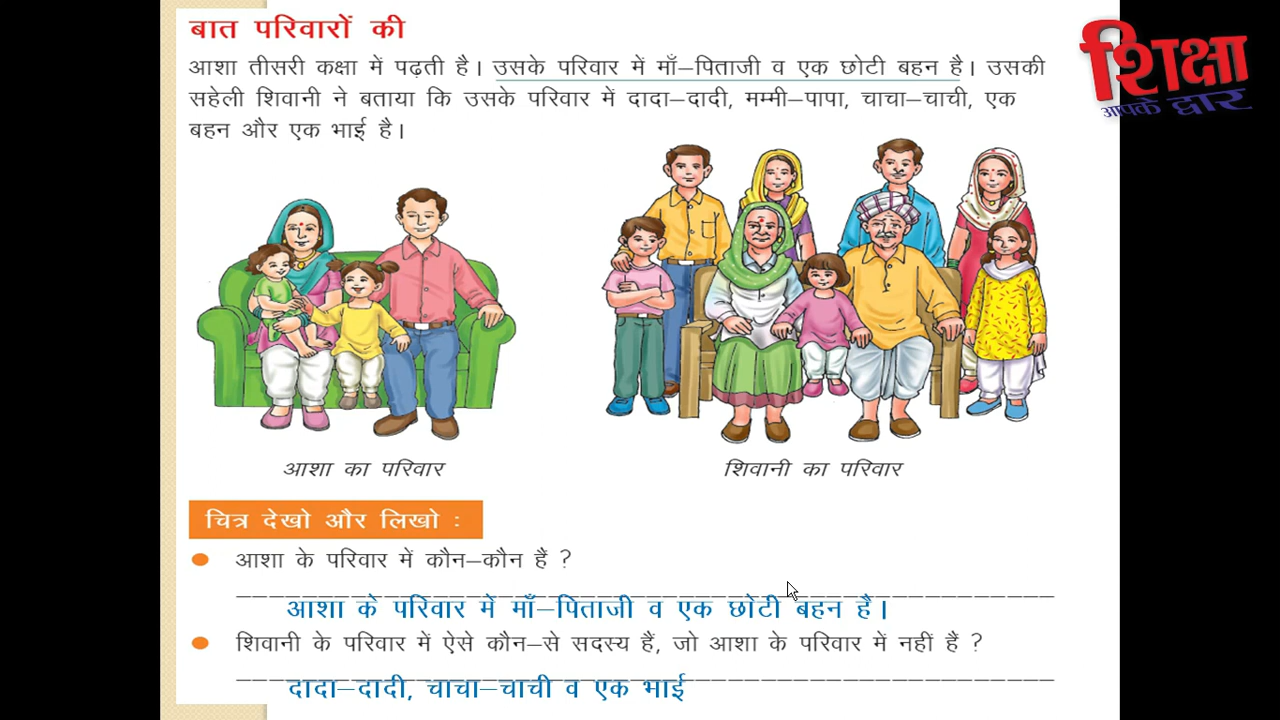 बात परिवारों की
शिक्षा
आपके द्वार
आशा तीसरी कक्षा में पढ़ती है। उसके परिवार में माँ–पिताजी व एक छोटी बहन है। उसकी
सहेली शिवानी ने बताया कि उसके परिवार में दादा–दादी, मम्मी–पापा, चाचा–चाची, एक
बहन और एक भाई है।
आशा का परिवार
शिवानी का परिवार
चित्र देखो और लिखो :
आशा के परिवार में कौन–कौन हैं ?
आशा के परिवार में माँ–पिताजी व एक छोटी बहन है।
शिवानी के परिवार में ऐसे कौन–से सदस्य हैं, जो आशा के परिवार में नहीं हैं ?
दादा–दादी, चाचा–चाची व एक भाई